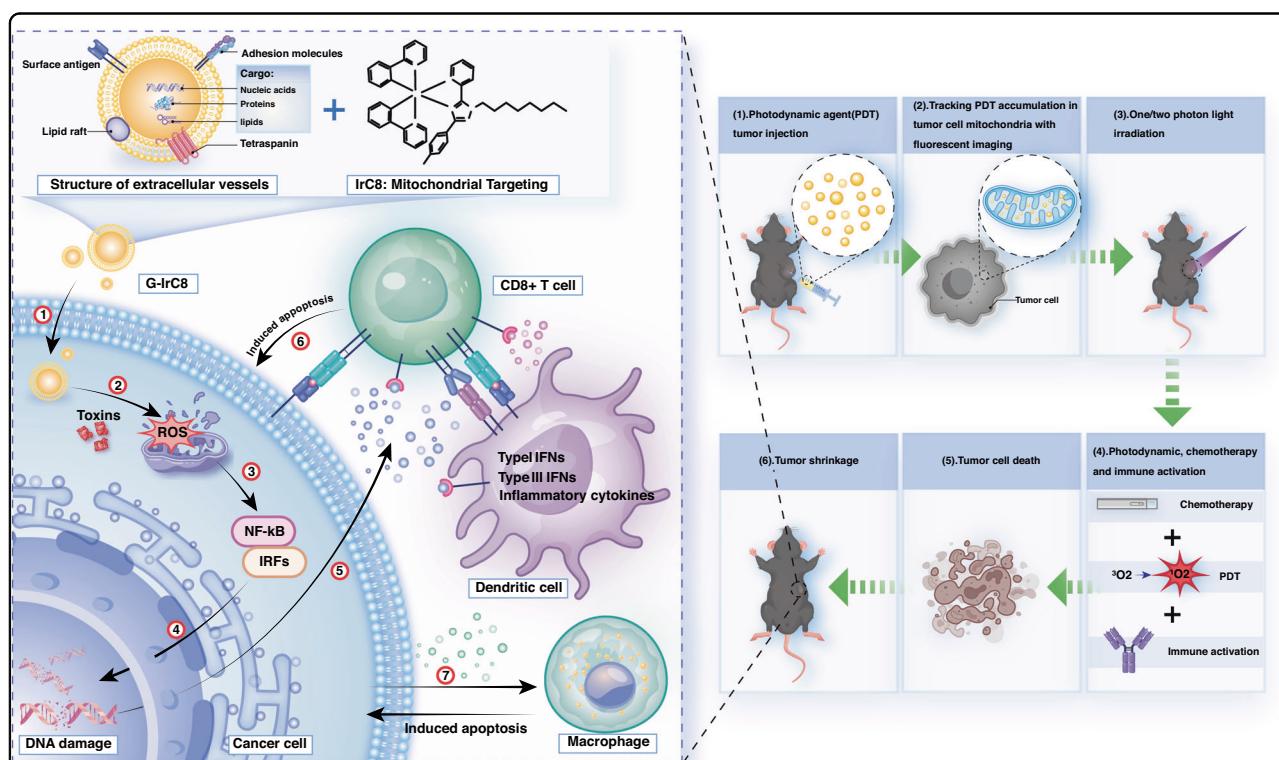 Surface antigen
Adhesion molecules
Cargo:
Nucleic acids
Proteins
lipids
Lipid raft
Tetraspanin
+
Structure of extracellular vessels
IrC8: Mitochondrial Targeting
G-IrC8
CD8+ T cell
Induced appoptosis
1
6
2
Toxins
ROS
3
NF-kB
IRFs
5
4
TypeI IFNs
Type III IFNs
Inflammatory cytokines
Dendritic cell
7
Induced apoptosis
DNA damage
Cancer cell
Macrophage
(1).Photodynamic agent(PDT)
tumor injection
(2).Tracking PDT accumulation in
tumor cell mitochondria with
fluorescent imaging
Tumor cell
(3).One/two photon light
irradiation
(4).Photodynamic, chemotherapy
and immune activation
Chemotherapy
+
³O2
¹O2
PDT
+
Immune activation
(5).Tumor cell death
(6).Tumor shrinkage